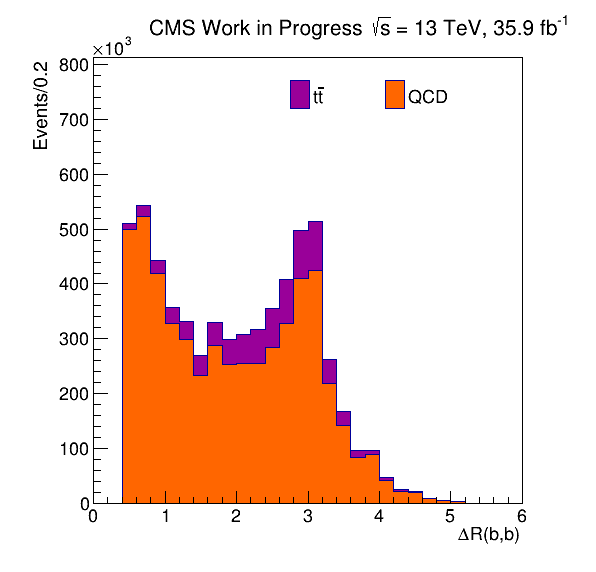 CMS Work in Progress √s = 13 TeV, 35.9 fb⁻¹
×10³
Events/0.2
800
700
600
500
400
300
200
100
0
tt̄
QCD
0 1 2 3 4 5 6
ΔR(b,b)